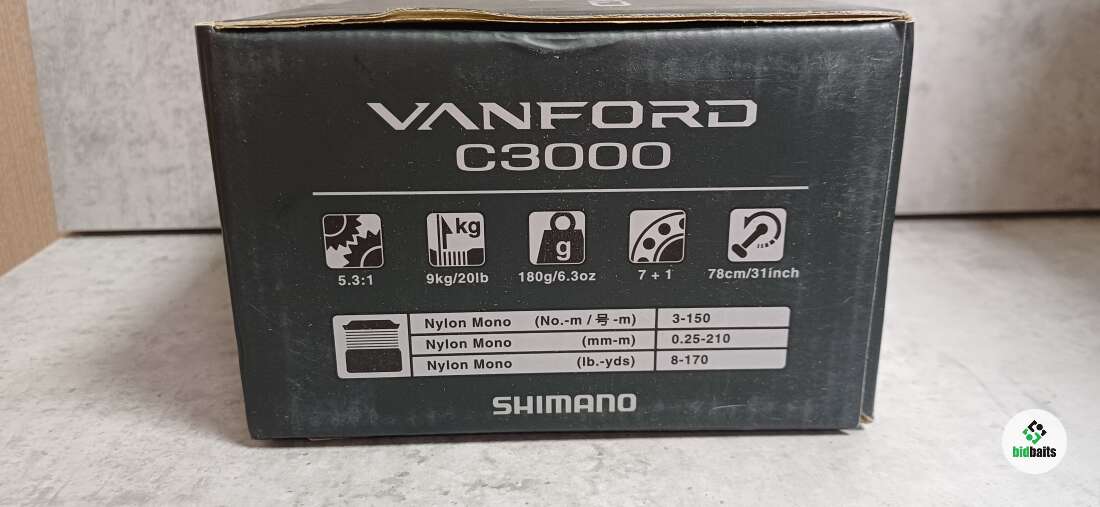 VANFORD
C3000
kg
g
5.3:1 9kg/20lb 180g/6.3oz 7 + 1 78cm/31inch
Nylon Mono (No.-m / 号 -m) 3-150
Nylon Mono (mm-m) 0.25-210
Nylon Mono (lb.-yds) 8-170
SHIMANO
bidbaits